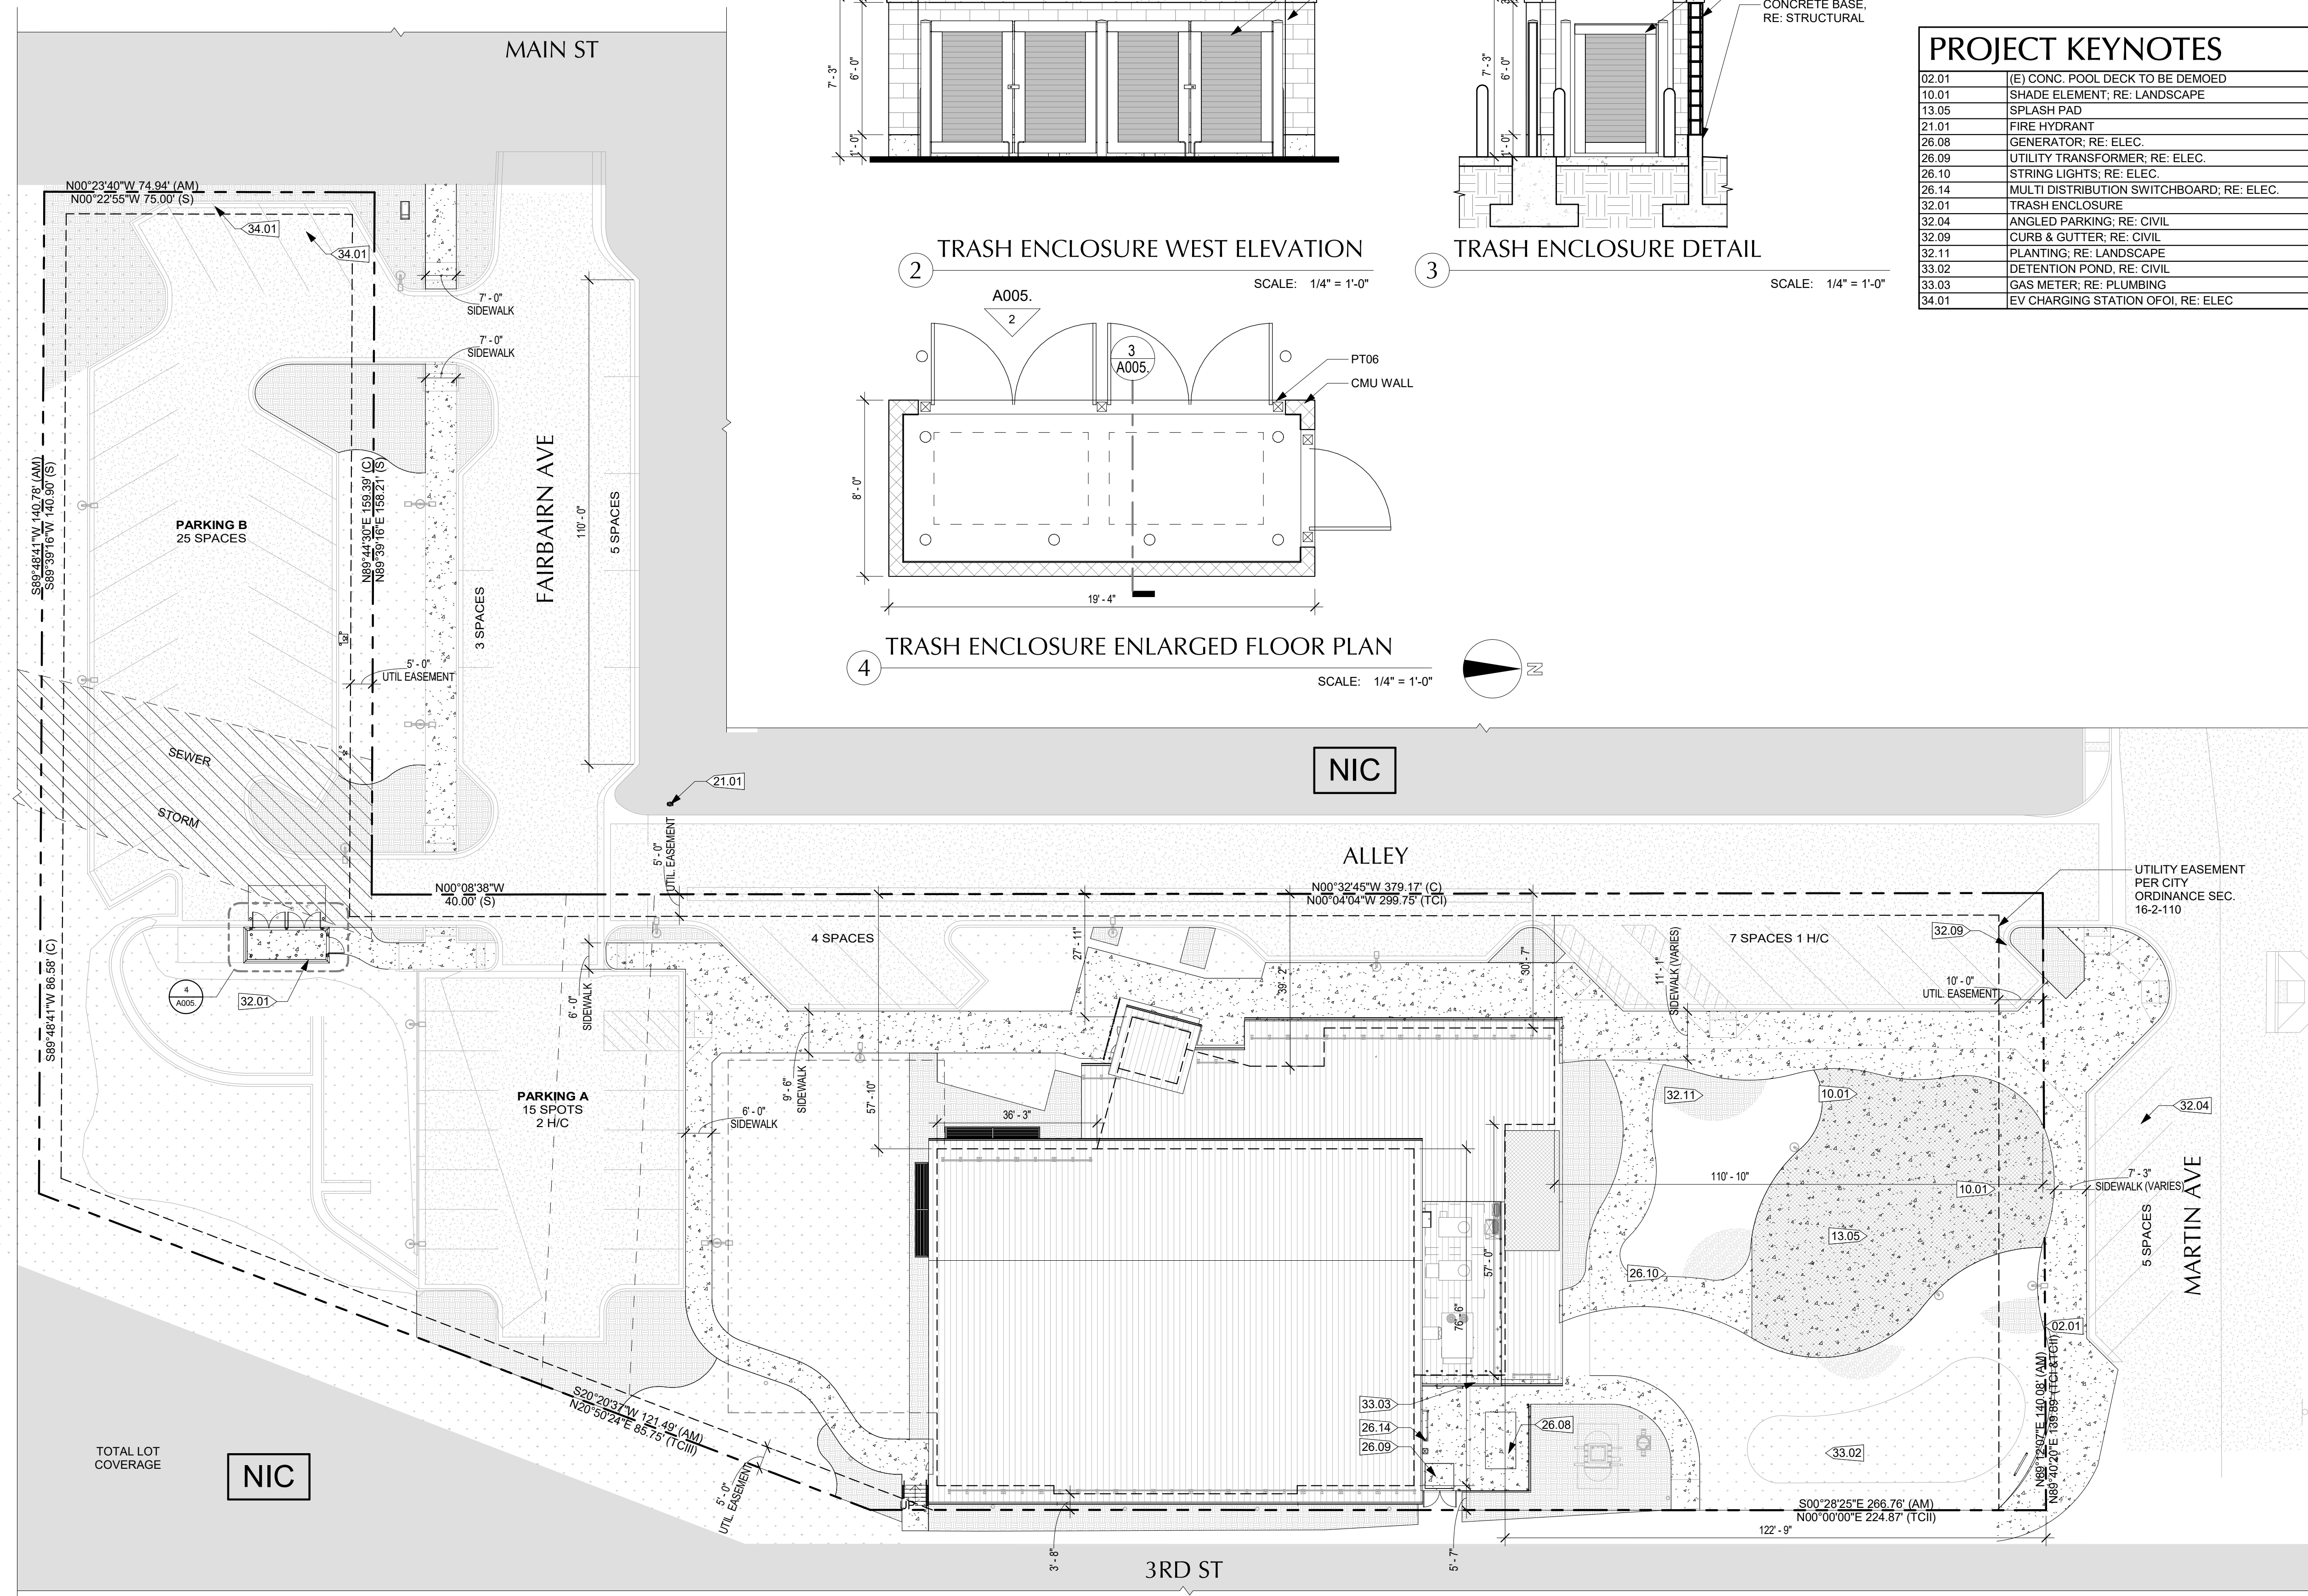 MAIN ST
CONCRETE BASE,
RE: STRUCTURAL
7' - 3"
6' - 0"
1' - 0"
7' - 3"
6' - 0"
1' - 0"
PROJECT KEYNOTES
02.01 (E) CONC. POOL DECK TO BE DEMOED
10.01 SHADE ELEMENT; RE: LANDSCAPE
13.05 SPLASH PAD
21.01 FIRE HYDRANT
26.08 GENERATOR; RE: ELEC.
26.09 UTILITY TRANSFORMER; RE: ELEC.
26.10 STRING LIGHTS; RE: ELEC.
26.14 MULTI DISTRIBUTION SWITCHBOARD; RE: ELEC.
32.01 TRASH ENCLOSURE
32.04 ANGLED PARKING; RE: CIVIL
32.09 CURB & GUTTER; RE: CIVIL
32.11 PLANTING; RE: LANDSCAPE
33.02 DETENTION POND, RE: CIVIL
33.03 GAS METER; RE: PLUMBING
34.01 EV CHARGING STATION OFOI, RE: ELEC
2 TRASH ENCLOSURE WEST ELEVATION
SCALE: 1/4" = 1'-0"
3 TRASH ENCLOSURE DETAIL
SCALE: 1/4" = 1'-0"
A005.
2
3
A005.
PT06
CMU WALL
8' - 0"
19' - 4"
4 TRASH ENCLOSURE ENLARGED FLOOR PLAN
SCALE: 1/4" = 1'-0"
N
N00°23'40"W 74.94' (AM)
N00°22'55"W 75.00' (S)
34.01
34.01
7' - 0"
SIDEWALK
7' - 0"
SIDEWALK
S89°48'41"W 140.78' (AM)
S89°39'16"W 140.90' (S)
PARKING B
25 SPACES
N89°44'30"E 159.39' (C)
N89°39'16"E 158.21' (S)
FAIRBAIRN AVE
110' - 0"
5 SPACES
3 SPACES
5' - 0"
UTIL EASEMENT
SEWER
STORM
21.01
NIC
5' - 0"
UTIL. EASEMENT
ALLEY
N00°08'38"W
40.00' (S)
N00°32'45"W 379.17' (C)
N00°04'04"W 299.75' (TCI)
UTILITY EASEMENT
PER CITY
ORDINANCE SEC.
16-2-110
32.09
4 SPACES
7 SPACES 1 H/C
27' - 11"
39' - 2"
30' - 7"
11' - 1"
SIDEWALK (VARIES)
10' - 0"
UTIL. EASEMENT
S89°48'41"W 86.58' (C)
4
A005.
32.01
6' - 0"
SIDEWALK
9' - 6"
SIDEWALK
57' - 10"
PARKING A
15 SPOTS
2 H/C
6' - 0"
SIDEWALK
36' - 3"
32.11
10.01
32.04
110' - 10"
10.01
7' - 3"
SIDEWALK (VARIES)
MARTIN AVE
5 SPACES
13.05
26.10
57' - 0"
76' - 6"
02.01
33.03
26.14
26.09
26.08
33.02
N89°12'07"E 140.08' (AM)
N89°40'20"E 139.89' (TCI &TCIII)
S20°20'37"W 121.49' (AM)
N20°50'24"E 85.75' (TCIII)
TOTAL LOT
COVERAGE
NIC
5' - 0"
UTIL. EASEMENT
UP
S00°28'25"E 266.76' (AM)
N00°00'00"E 224.87' (TCII)
122' - 9"
3' - 8"
5' - 7"
3RD ST